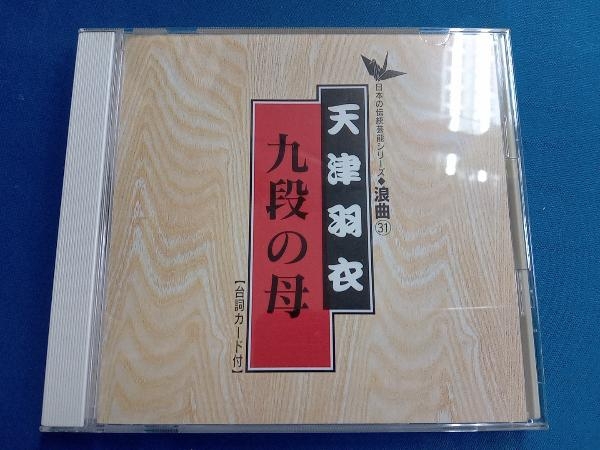 日本の伝統芸能シリーズ◆浪曲㉛
天津羽衣
九段の母
【台詞カード付】